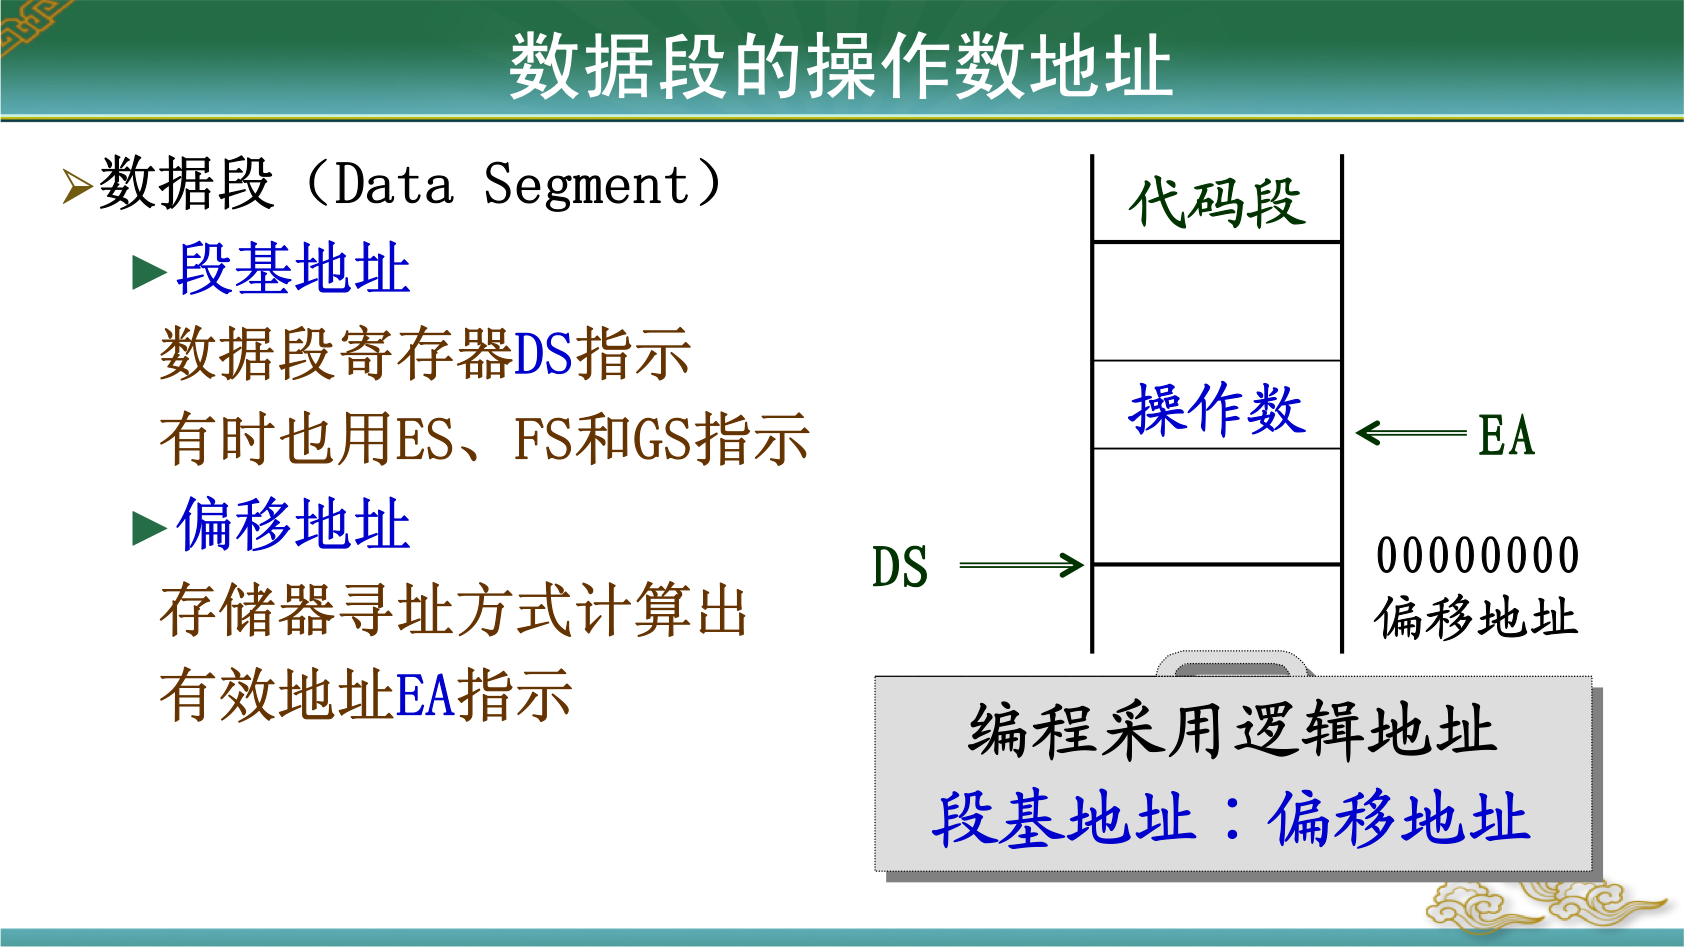 数据段的操作数地址
数据段（Data Segment）
段基地址
数据段寄存器DS指示
有时也用ES、FS和GS指示
偏移地址
存储器寻址方式计算出
有效地址EA指示
代码段
操作数
EA
DS
00000000
偏移地址
编程采用逻辑地址
段基地址：偏移地址